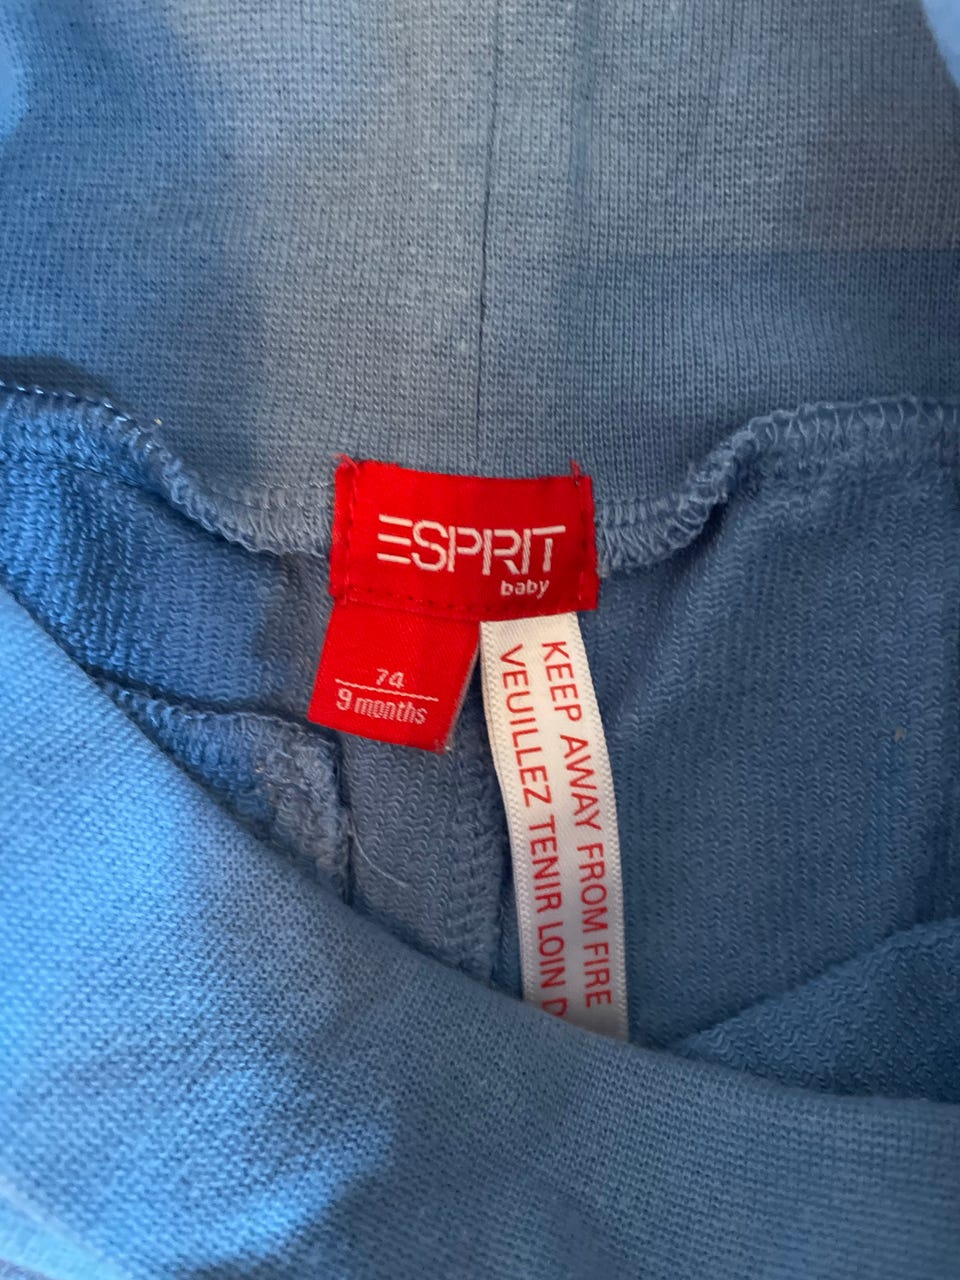 ESPRIT
baby
74
9 months
KEEP AWAY FROM FIRE
VEUILLEZ TENIR LOIN D